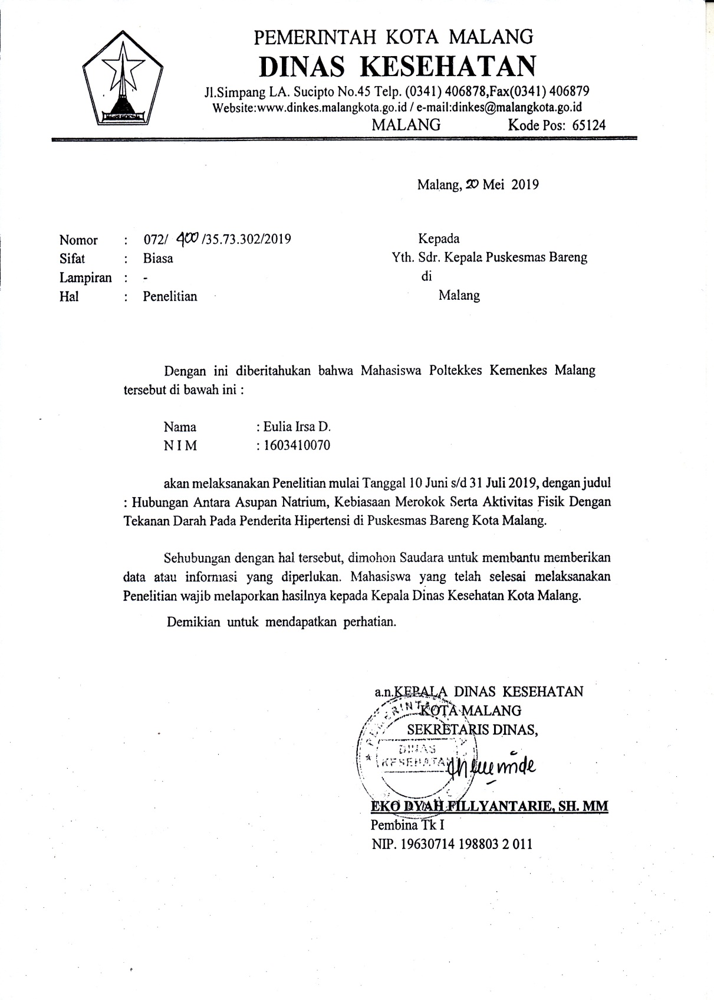 PEMERINTAH KOTA MALANG
DINAS KESEHATAN
Jl.Simpang LA. Sucipto No.45 Telp. (0341) 406878,Fax(0341) 406879
Website:www.dinkes.malangkota.go.id / e-mail:dinkes@malangkota.go.id
MALANG Kode Pos: 65124
Malang, 20 Mei 2019
Nomor : 072/ 400 /35.73.302/2019
Sifat : Biasa
Lampiran : -
Hal : Penelitian
Kepada
Yth. Sdr. Kepala Puskesmas Bareng
di
Malang
Dengan ini diberitahukan bahwa Mahasiswa Poltekkes Kemenkes Malang
tersebut di bawah ini :
Nama : Eulia Irsa D.
N I M : 1603410070
akan melaksanakan Penelitian mulai Tanggal 10 Juni s/d 31 Juli 2019, dengan judul
: Hubungan Antara Asupan Natrium, Kebiasaan Merokok Serta Aktivitas Fisik Dengan
Tekanan Darah Pada Penderita Hipertensi di Puskesmas Bareng Kota Malang.
Sehubungan dengan hal tersebut, dimohon Saudara untuk membantu memberikan
data atau informasi yang diperlukan. Mahasiswa yang telah selesai melaksanakan
Penelitian wajib melaporkan hasilnya kepada Kepala Dinas Kesehatan Kota Malang.
Demikian untuk mendapatkan perhatian.
a.n.KEPALA DINAS KESEHATAN
KOTA MALANG
SEKRETARIS DINAS,
DINAS
KESEHATAN
EKO DYAH FILLYANTARIE, SH. MM
Pembina Tk I
NIP. 19630714 198803 2 011